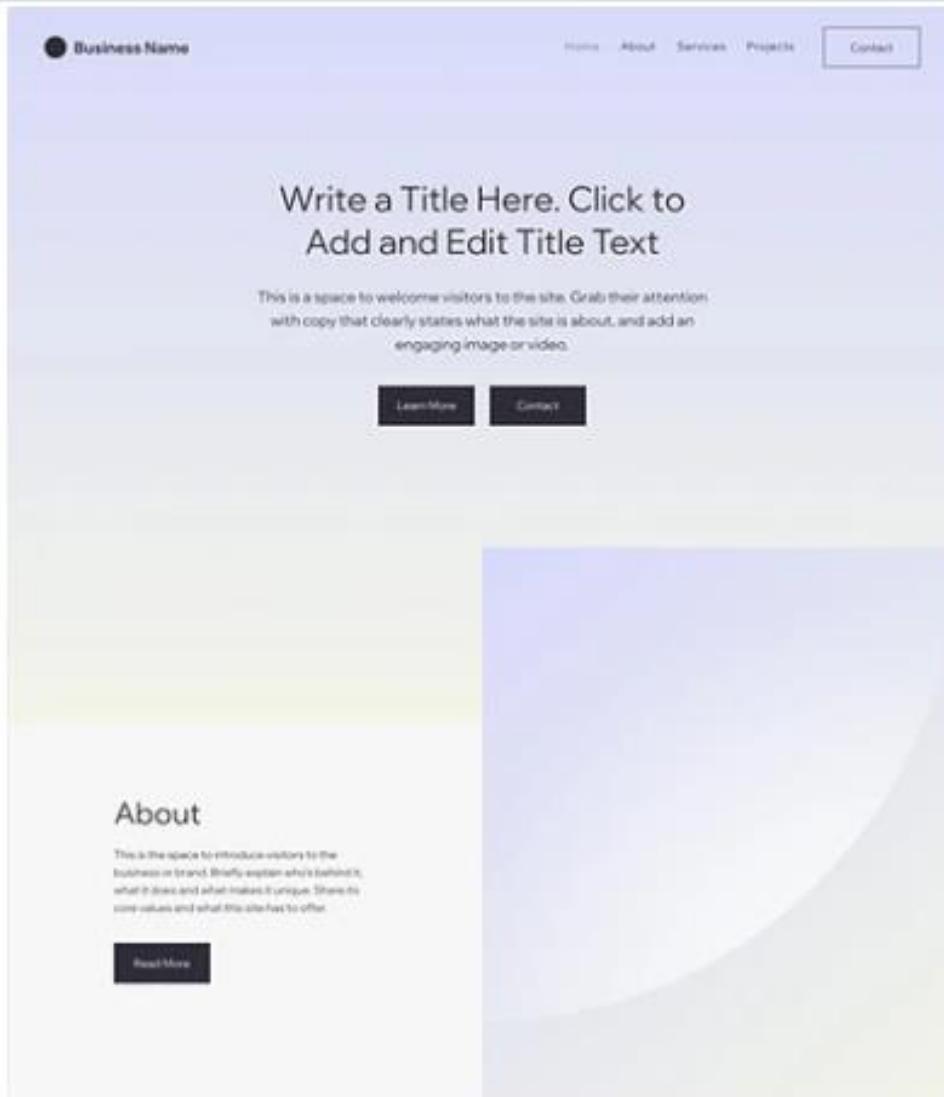 Business Name
Home About Services Projects Contact
Write a Title Here. Click to
Add and Edit Title Text
This is a space to welcome visitors to the site. Grab their attention
with copy that clearly states what the site is about, and add an
engaging image or video.
Learn More Contact
About
This is the space to introduce visitors to the
business or brand. Briefly explain who's behind it,
what it does and what makes it unique. Share its
core values and what this site has to offer.
Read More